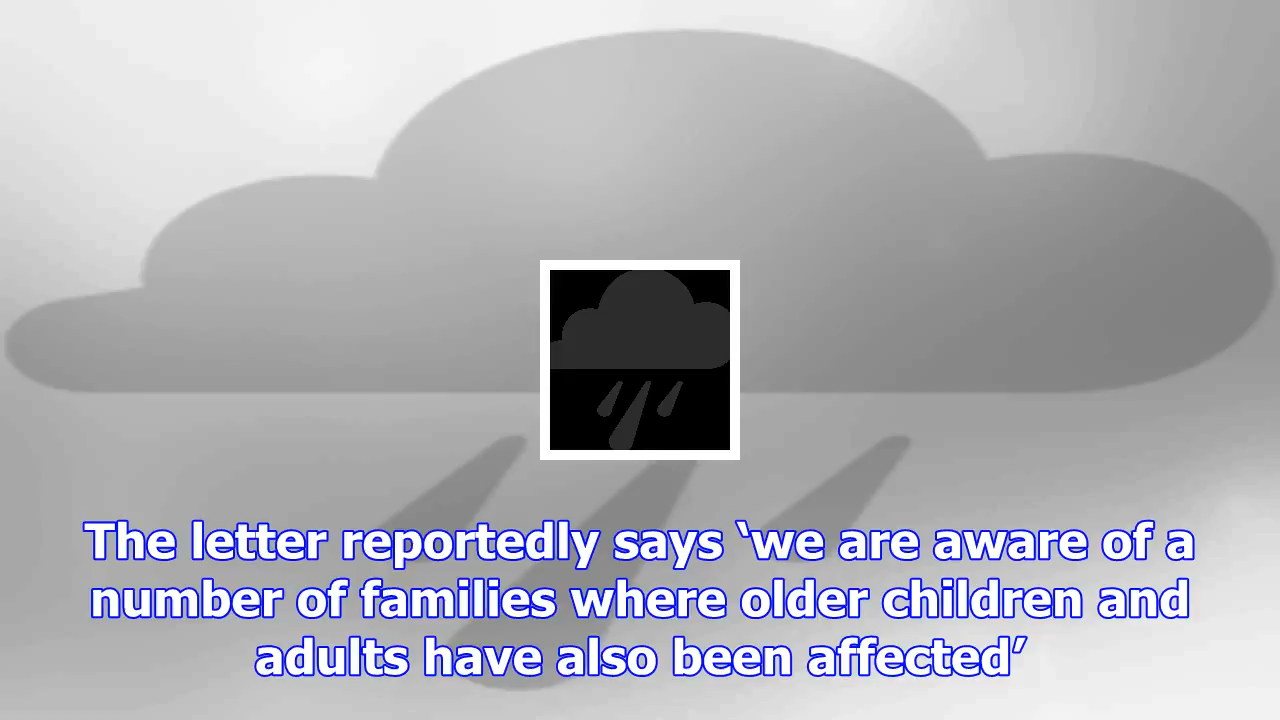 The letter reportedly says ‘we are aware of a
number of families where older children and
adults have also been affected’